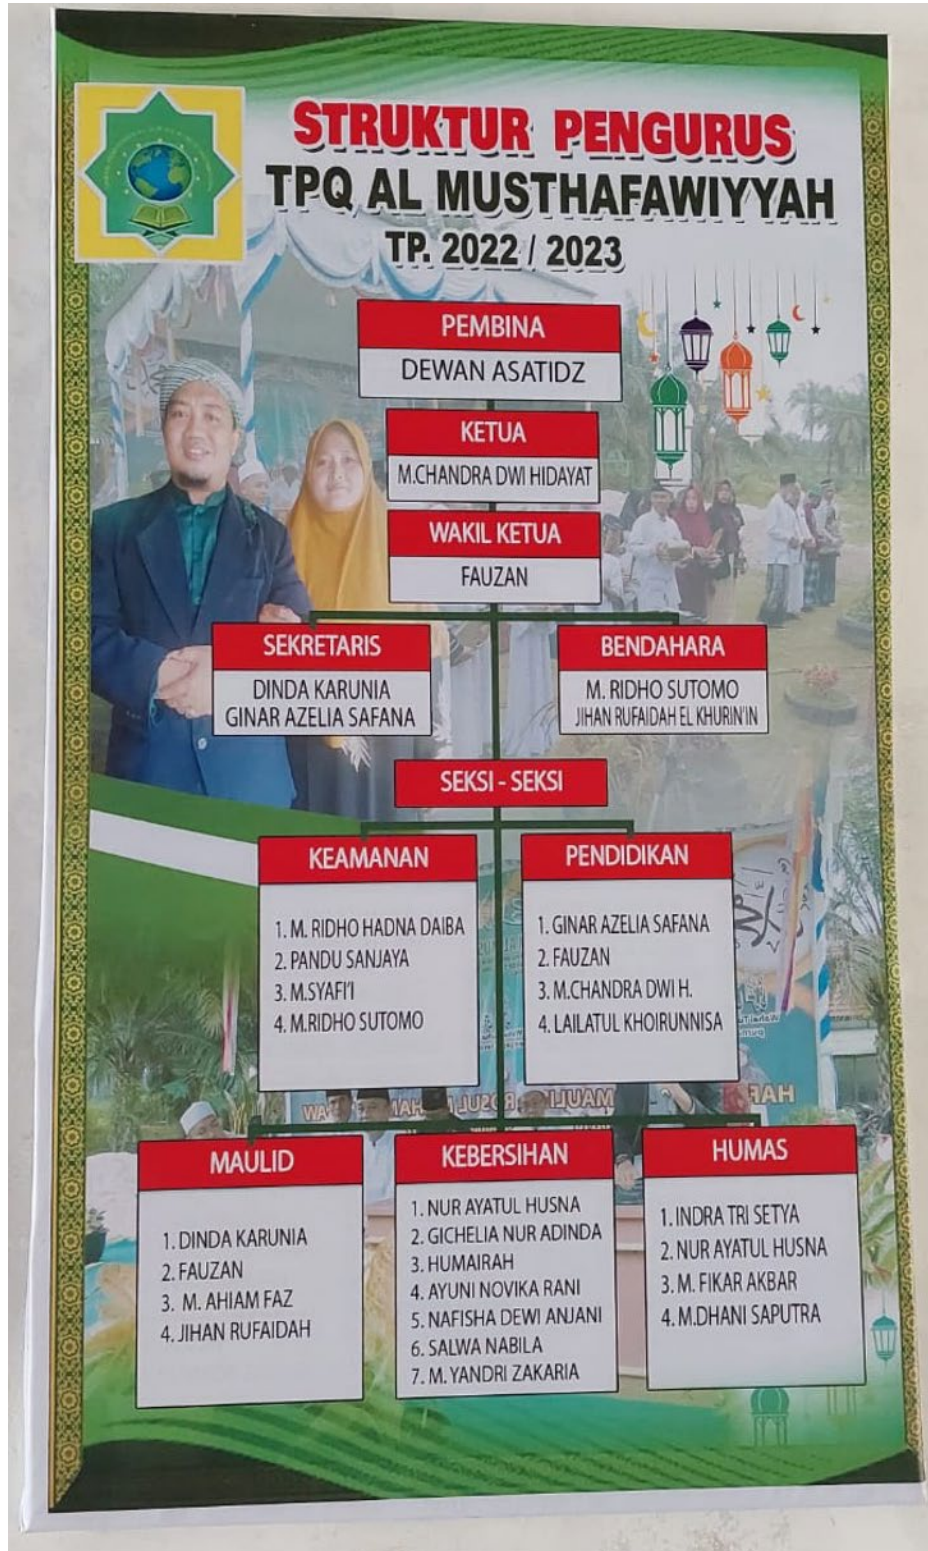 STRUKTUR PENGURUS
TPQ AL MUSTHAFAWIYYAH
TP. 2022 / 2023
PEMBINA
DEWAN ASATIDZ
KETUA
M.CHANDRA DWI HIDAYAT
WAKIL KETUA
FAUZAN
SEKRETARIS
DINDA KARUNIA
GINAR AZELIA SAFANA
BENDAHARA
M. RIDHO SUTOMO
JIHAN RUFAIDAH EL KHURIN'IN
SEKSI - SEKSI
KEAMANAN
1. M. RIDHO HADNA DAIBA
2. PANDU SANJAYA
3. M.SYAFI'I
4. M.RIDHO SUTOMO
PENDIDIKAN
1. GINAR AZELIA SAFANA
2. FAUZAN
3. M.CHANDRA DWI H.
4. LAILATUL KHOIRUNNISA
MAULID
1. DINDA KARUNIA
2. FAUZAN
3. M. AHIAM FAZ
4. JIHAN RUFAIDAH
KEBERSIHAN
1. NUR AYATUL HUSNA
2. GICHELIA NUR ADINDA
3. HUMAIRAH
4. AYUNI NOVIKA RANI
5. NAFISHA DEWI ANJANI
6. SALWA NABILA
7. M. YANDRI ZAKARIA
HUMAS
1. INDRA TRI SETYA
2. NUR AYATUL HUSNA
3. M. FIKAR AKBAR
4. M.DHANI SAPUTRA